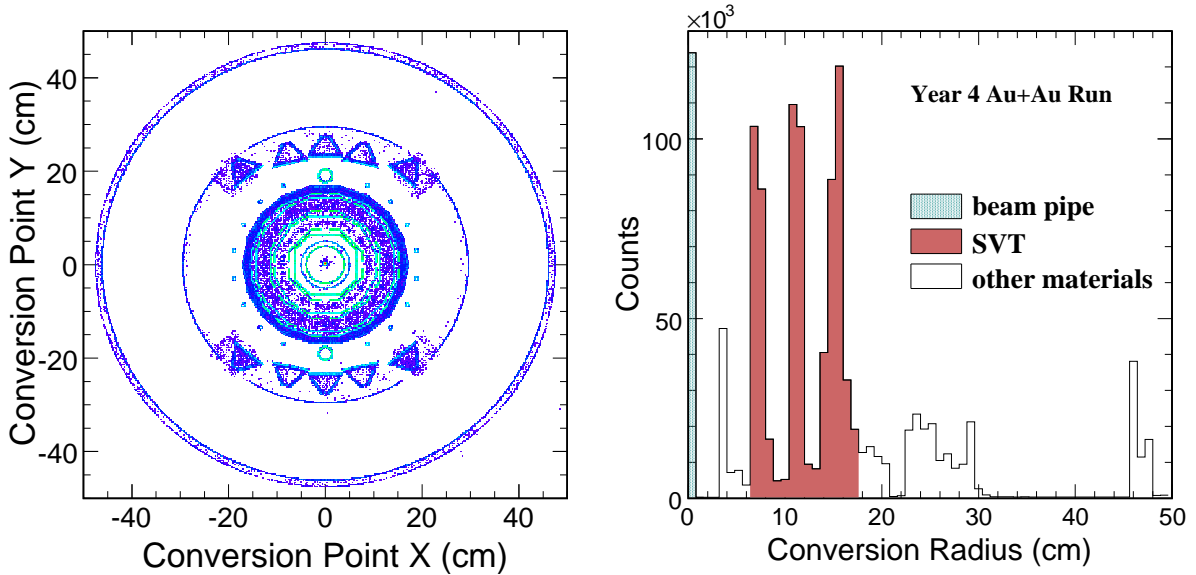 40
20
0
-20
-40
-40
-20
0
20
40
Conversion Point Y (cm)
Conversion Point X (cm)
×10³
100
50
0
0
10
20
30
40
50
Counts
Conversion Radius (cm)
Year 4 Au+Au Run
beam pipe
SVT
other materials